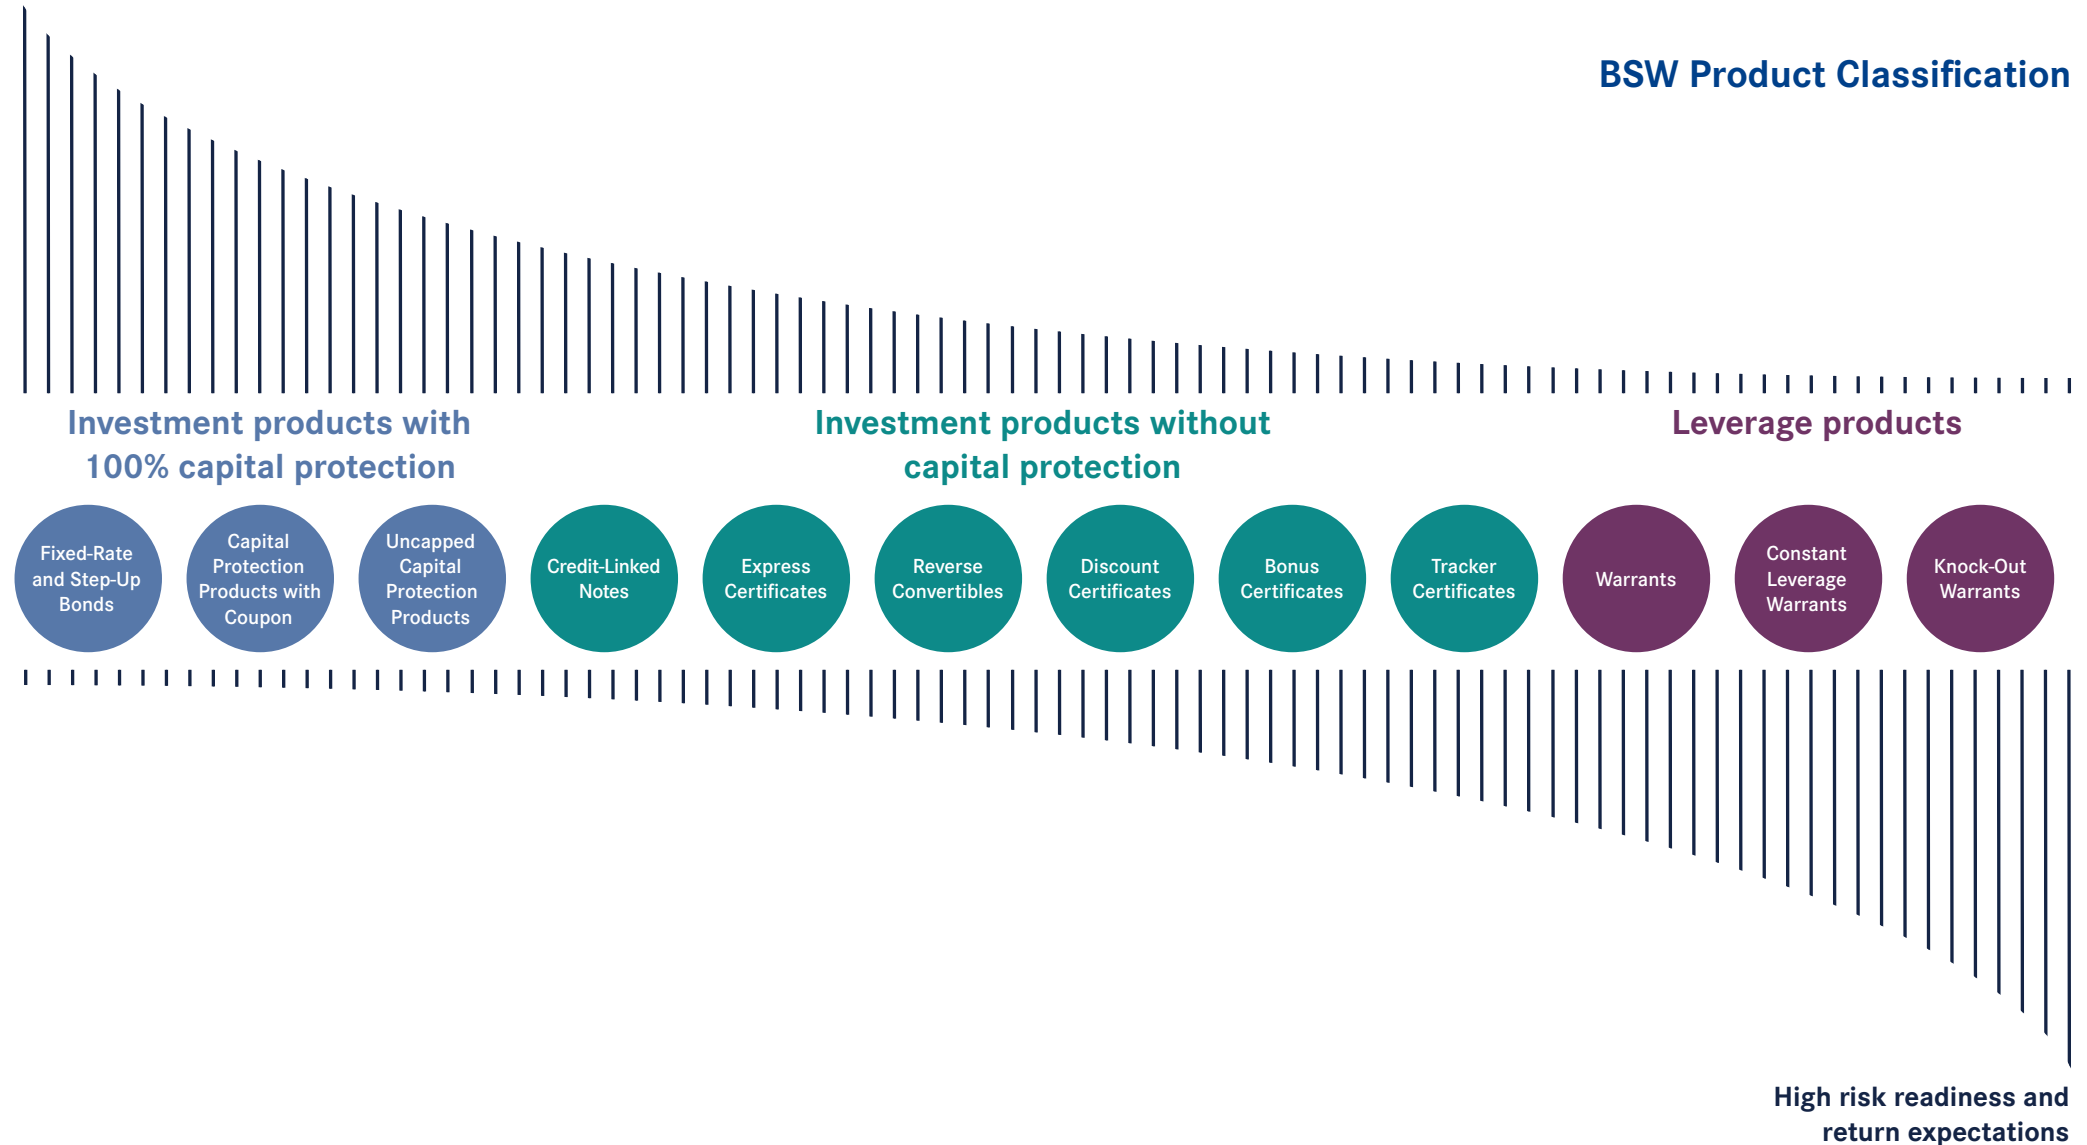 BSW Product Classification
Investment products with
100% capital protection
Investment products without
capital protection
Leverage products
Fixed-Rate
and Step-Up
Bonds
Capital
Protection
Products with
Coupon
Uncapped
Capital
Protection
Products
Credit-Linked
Notes
Express
Certificates
Reverse
Convertibles
Discount
Certificates
Bonus
Certificates
Tracker
Certificates
Warrants
Constant
Leverage
Warrants
Knock-Out
Warrants
High risk readiness and
return expectations